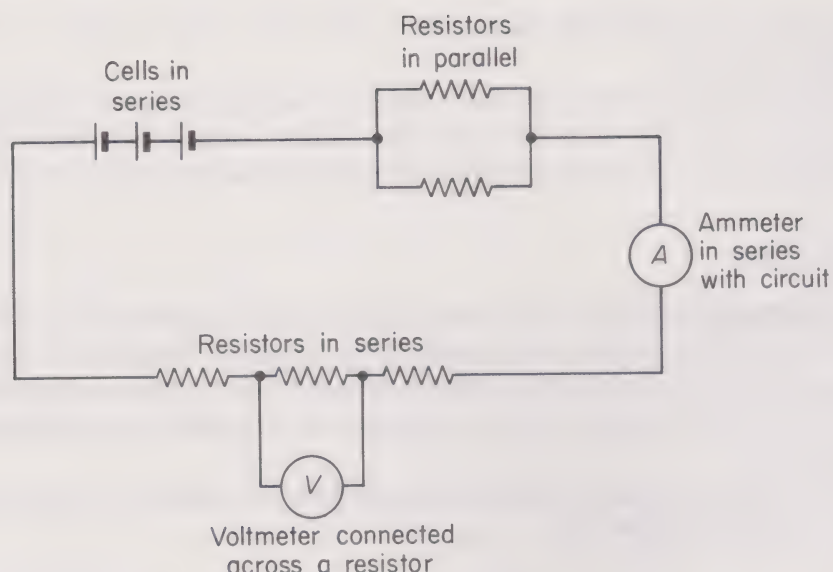 Resistors
in parallel
Cells in
series
Ammeter
in series
with circuit
A
Resistors in series
V
Voltmeter connected
across a resistor